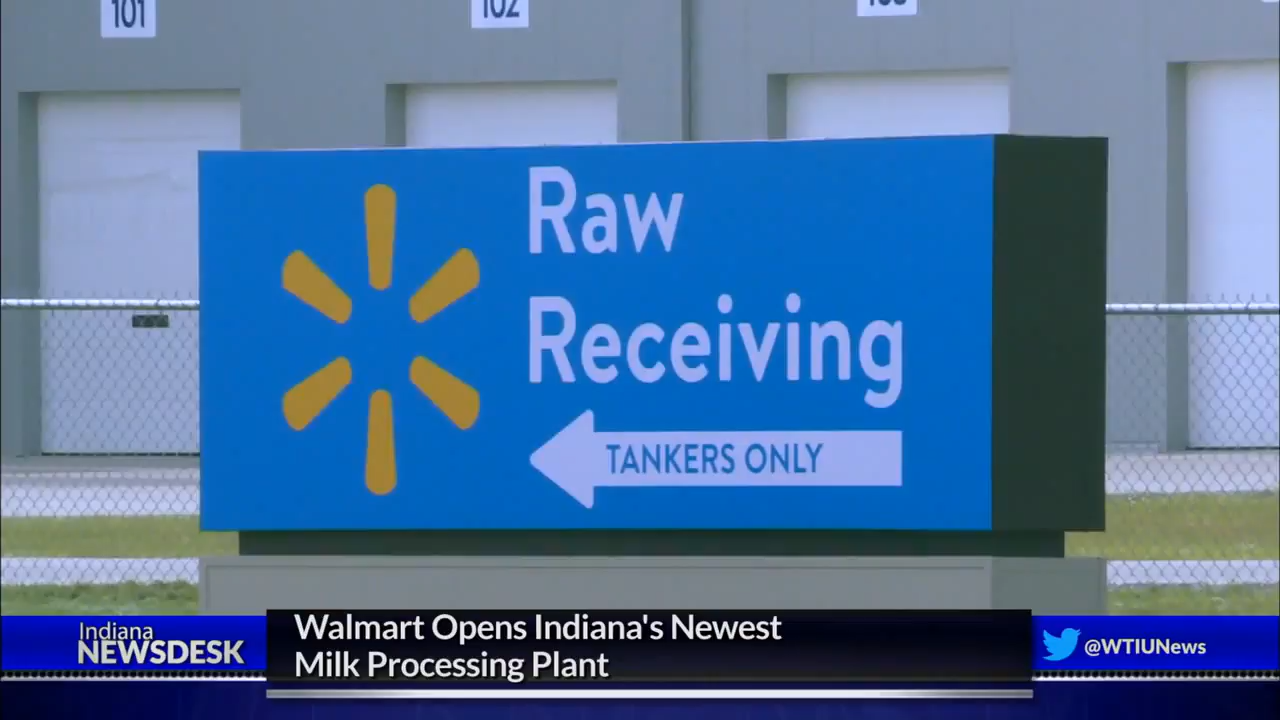 101
102
Raw
Receiving
TANKERS ONLY
Indiana
NEWSDESK
Walmart Opens Indiana's Newest
Milk Processing Plant
@WTIUNews